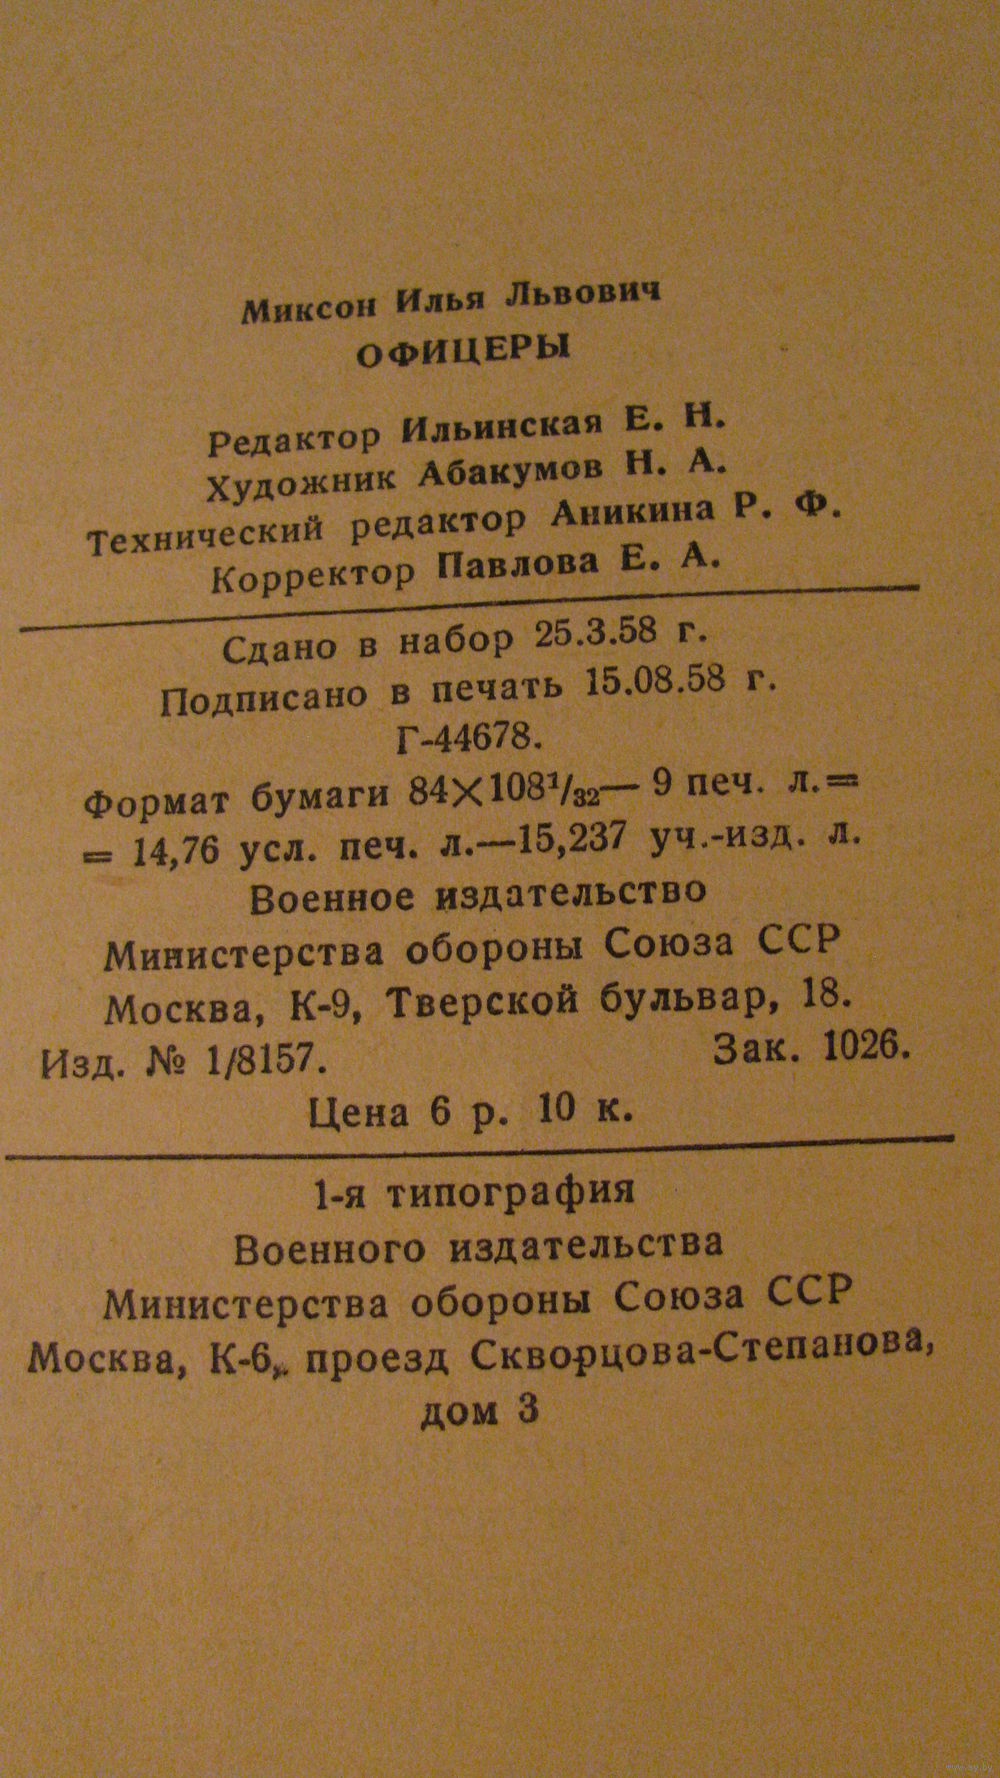 Миксон Илья Львович
ОФИЦЕРЫ
Редактор Ильинская Е. Н.
Художник Абакумов Н. А.
Технический редактор Аникина Р. Ф.
Корректор Павлова Е. А.
Сдано в набор 25.3.58 г.
Подписано в печать 15.08.58 г.
Г-44678.
Формат бумаги 84×108¹/₃₂— 9 печ. л.=
= 14,76 усл. печ. л.—15,237 уч.-изд. л.
Военное издательство
Министерства обороны Союза ССР
Москва, К-9, Тверской бульвар, 18.
Изд. № 1/8157. Зак. 1026.
Цена 6 р. 10 к.
1-я типография
Военного издательства
Министерства обороны Союза ССР
Москва, К-6, проезд Скворцова-Степанова,
дом 3